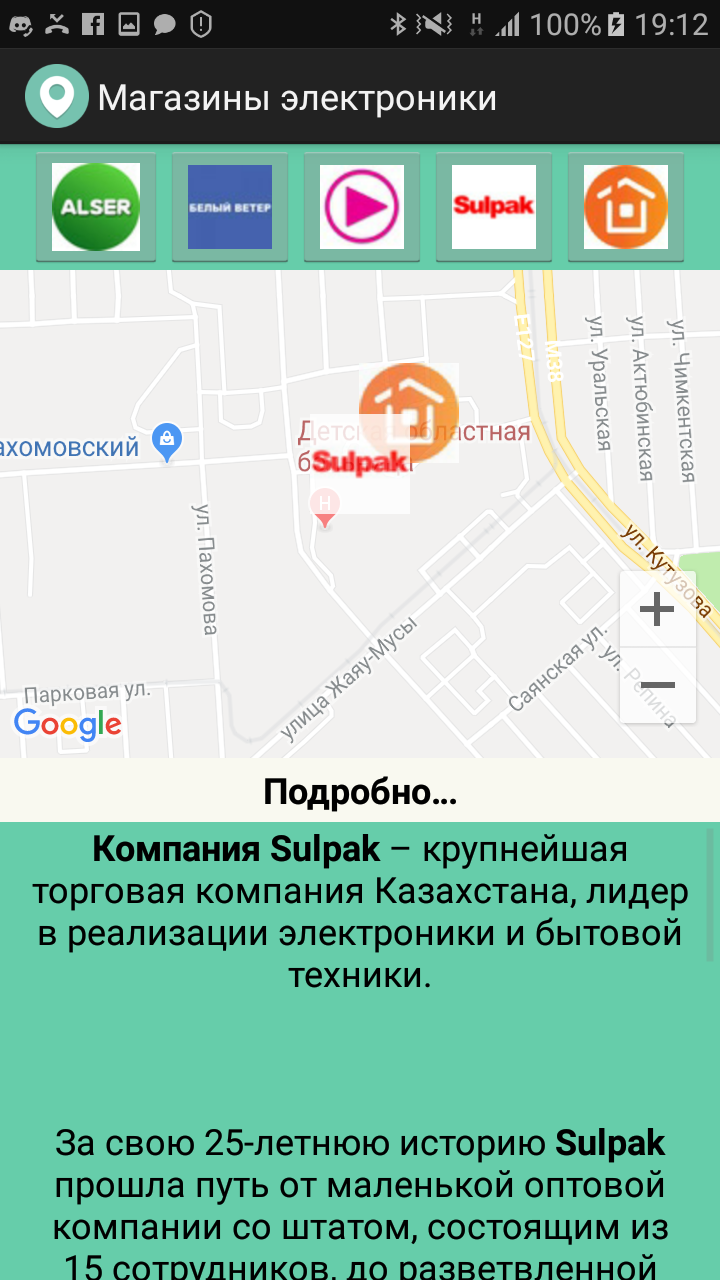 H 100% 19:12
Магазины электроники
ALSER
БЕЛЫЙ ВЕТЕР
Sulpak
E127
M38
ул. Уральская
ул. Актюбинская
ул. Чимкентская
Детская областная
ахомовский
Sulpak
H
ул. Пахомова
ул. Кутузова
улица Жаяу-Мусы
Саянская ул.
ул. Репина
Парковая ул.
Google
+
−
Подробно...
Компания Sulpak – крупнейшая
торговая компания Казахстана, лидер
в реализации электроники и бытовой
техники.
За свою 25-летнюю историю Sulpak
прошла путь от маленькой оптовой
компании со штатом, состоящим из
15 сотрудников, до разветвленной